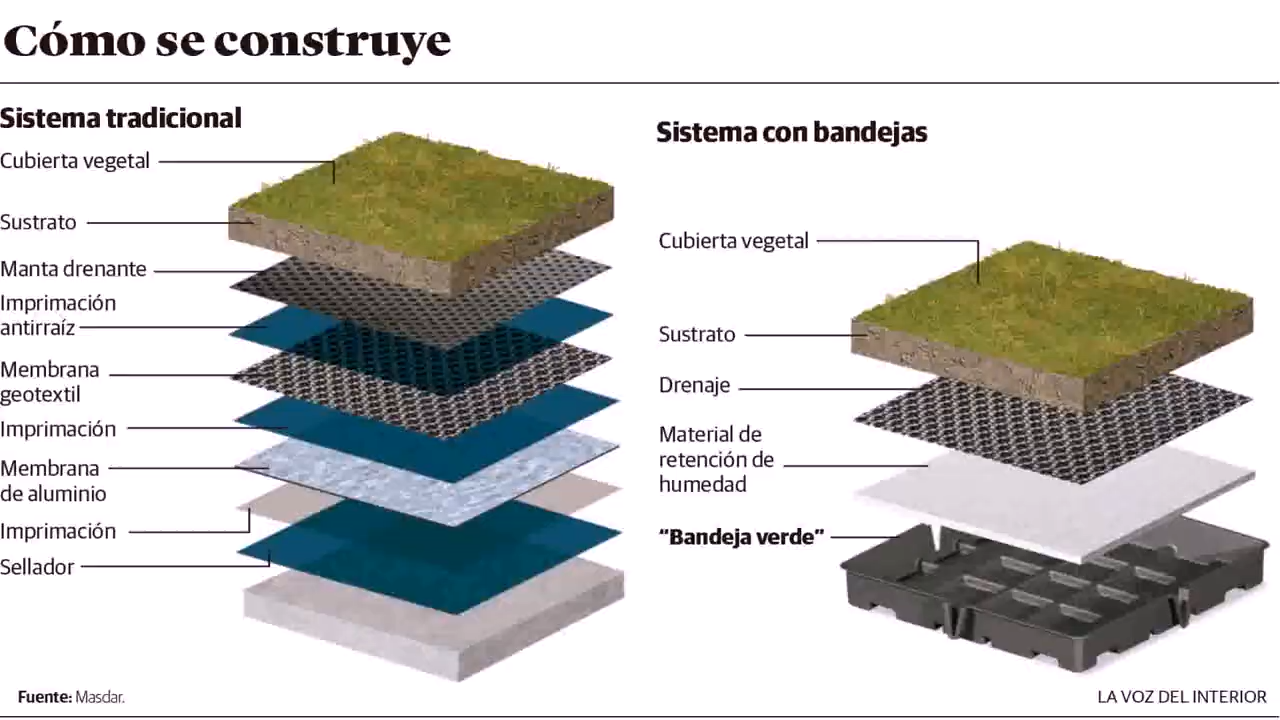 Cómo se construye
Sistema tradicional
Cubierta vegetal
Sustrato
Manta drenante
Imprimación
antirraíz
Membrana
geotextil
Imprimación
Membrana
de aluminio
Imprimación
Sellador
Sistema con bandejas
Cubierta vegetal
Sustrato
Drenaje
Material de
retención de
humedad
“Bandeja verde”
Fuente: Masdar.
LA VOZ DEL INTERIOR